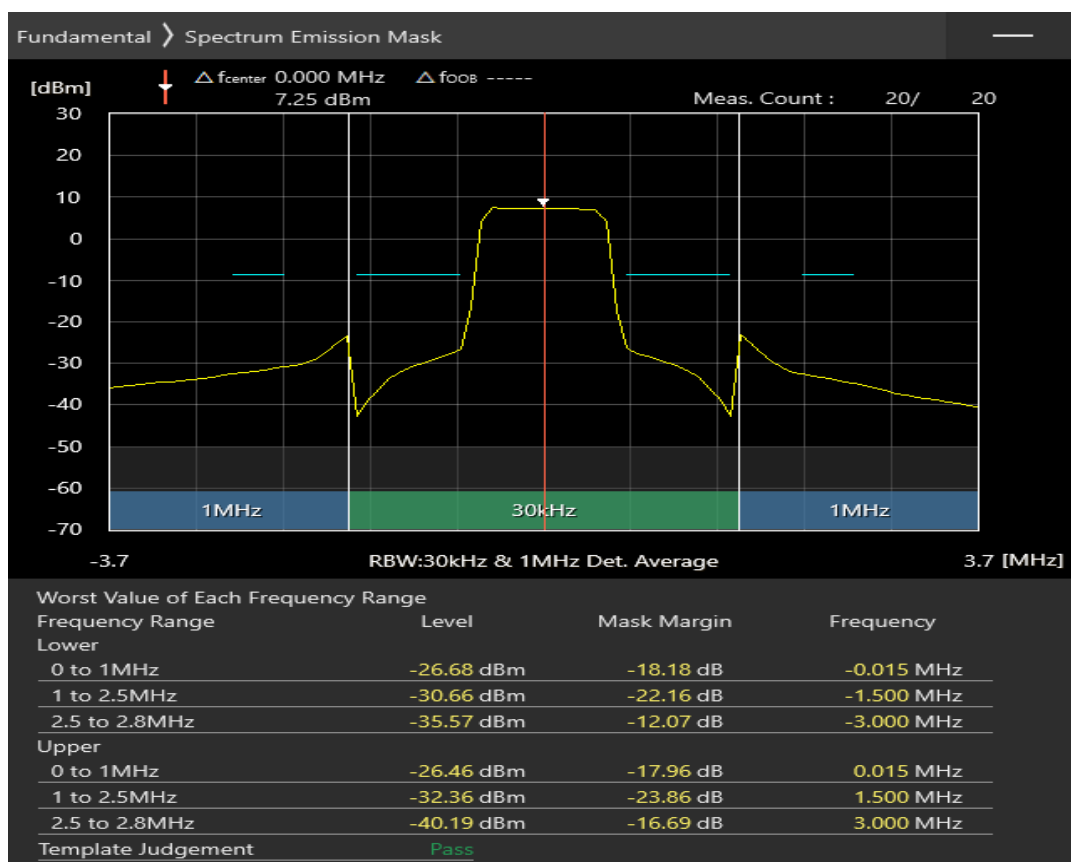 Fundamental 〉 Spectrum Emission Mask
△ fcenter 0.000 MHz △ fOOB -----
[dBm] 7.25 dBm Meas. Count : 20/ 20
30
20
10
0
-10
-20
-30
-40
-50
-60
1MHz 30kHz 1MHz
-70
-3.7 RBW:30kHz & 1MHz Det. Average 3.7 [MHz]
Worst Value of Each Frequency Range
Frequency Range Level Mask Margin Frequency
Lower
0 to 1MHz -26.68 dBm -18.18 dB -0.015 MHz
1 to 2.5MHz -30.66 dBm -22.16 dB -1.500 MHz
2.5 to 2.8MHz -35.57 dBm -12.07 dB -3.000 MHz
Upper
0 to 1MHz -26.46 dBm -17.96 dB 0.015 MHz
1 to 2.5MHz -32.36 dBm -23.86 dB 1.500 MHz
2.5 to 2.8MHz -40.19 dBm -16.69 dB 3.000 MHz
Template Judgement Pass